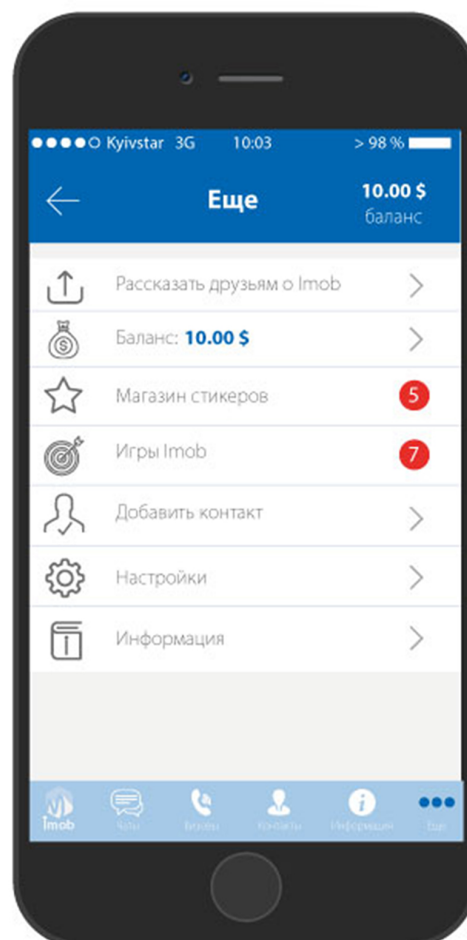 Kyivstar 3G 10:03 > 98 %
Еще
10.00 $
баланс
Рассказать друзьям о Imob
Баланс: 10.00 $
Магазин стикеров 5
Игры Imob 7
Добавить контакт
Настройки
Информация
Imob Чаты Контакты Информация Еще